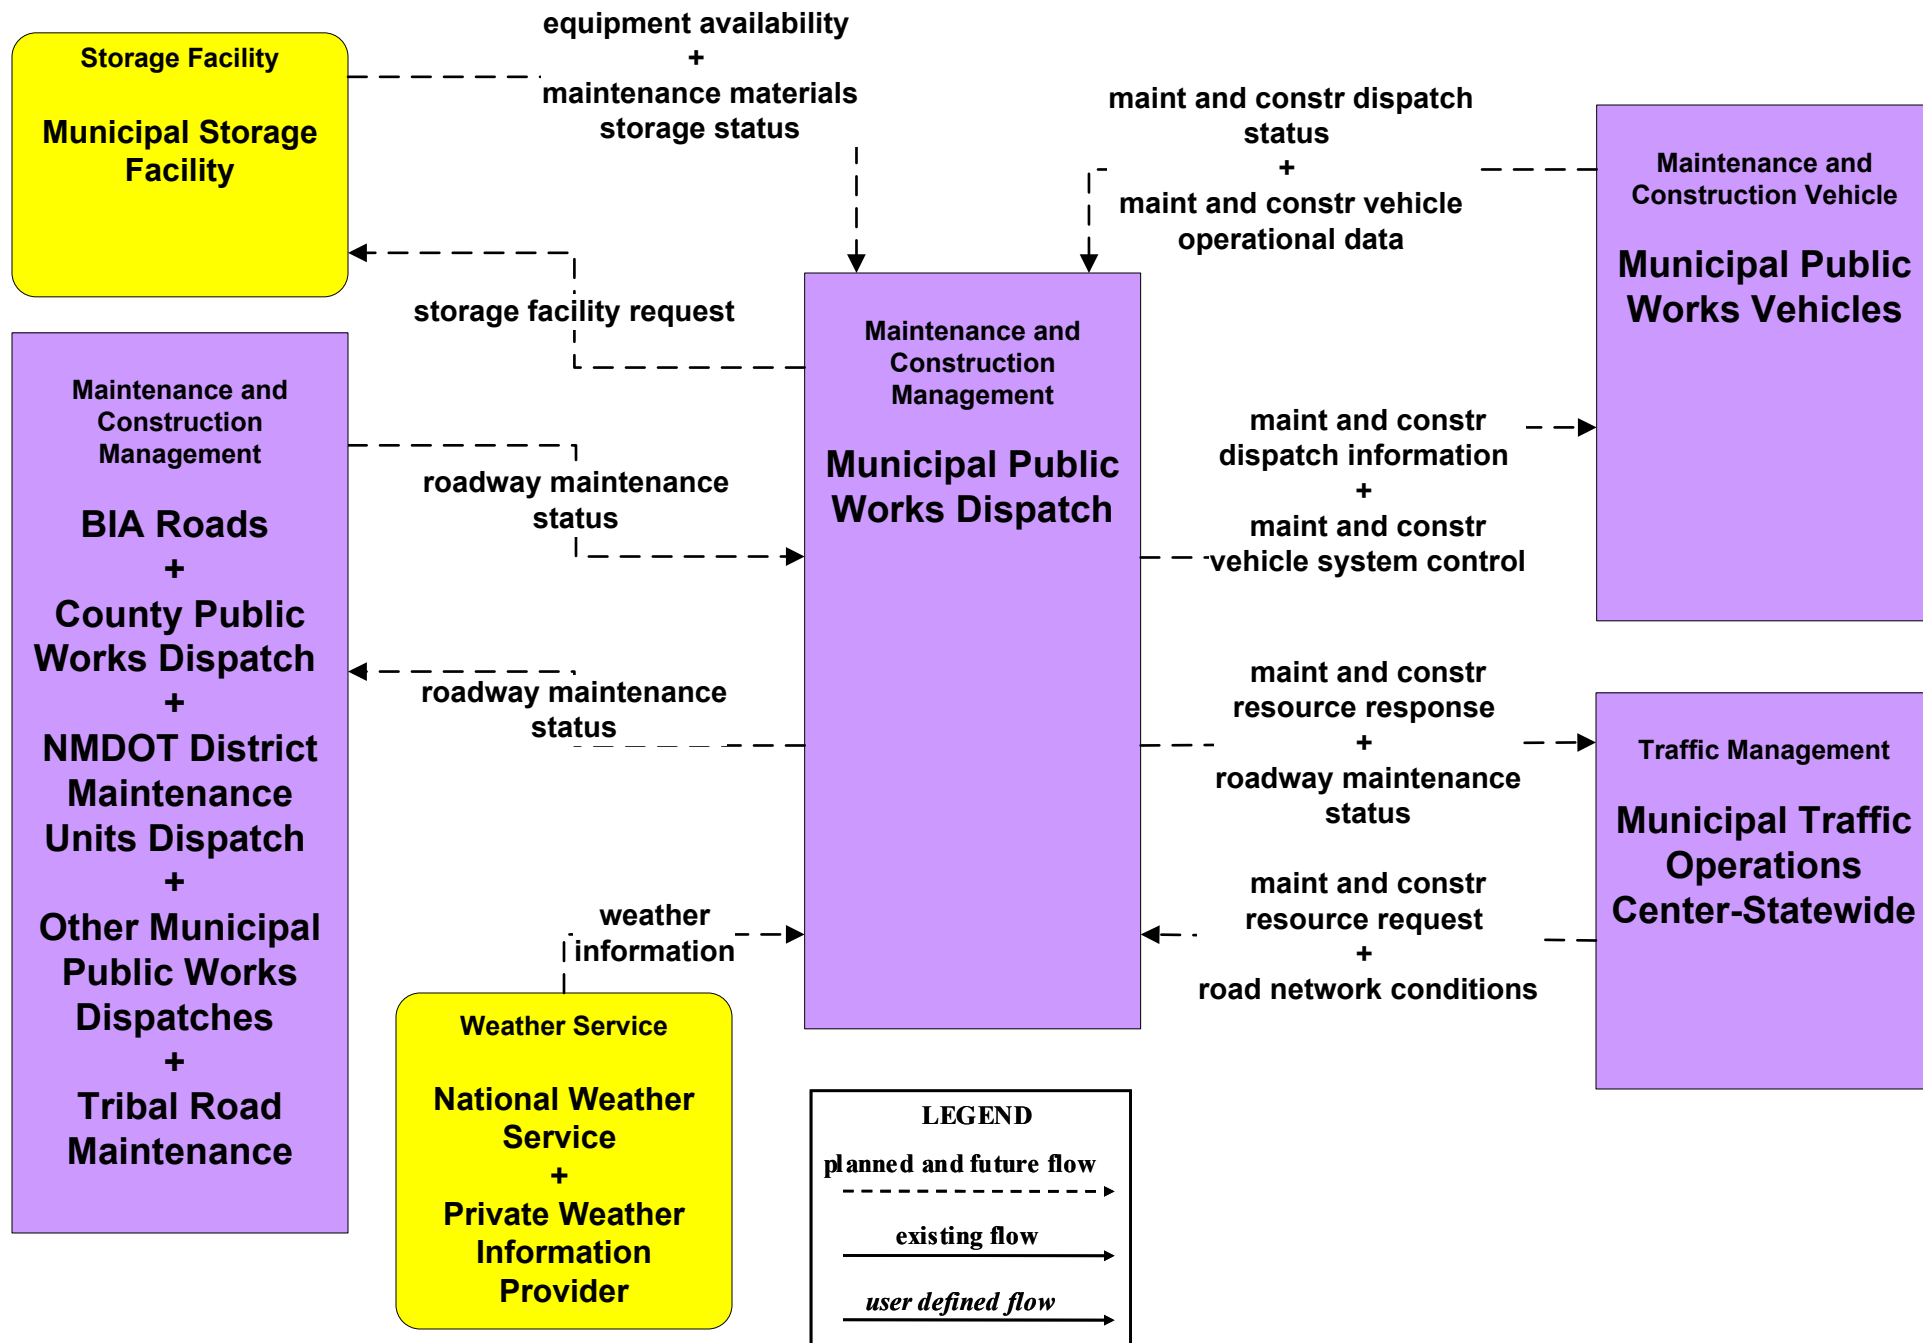 Storage Facility
Municipal Storage
Facility
equipment availability
+
maintenance materials
storage status
storage facility request
maint and constr dispatch
status
+
maint and constr vehicle
operational data
Maintenance and
Construction Vehicle
Municipal Public
Works Vehicles
Maintenance and
Construction
Management
BIA Roads
+
County Public
Works Dispatch
+
NMDOT District
Maintenance
Units Dispatch
+
Other Municipal
Public Works
Dispatches
+
Tribal Road
Maintenance
roadway maintenance
status
roadway maintenance
status
Maintenance and
Construction
Management
Municipal Public
Works Dispatch
maint and constr
dispatch information
+
maint and constr
vehicle system control
maint and constr
resource response
+
roadway maintenance
status
maint and constr
resource request
+
road network conditions
Traffic Management
Municipal Traffic
Operations
Center-Statewide
weather
information
Weather Service
National Weather
Service
+
Private Weather
Information
Provider
LEGEND
planned and future flow
existing flow
user defined flow